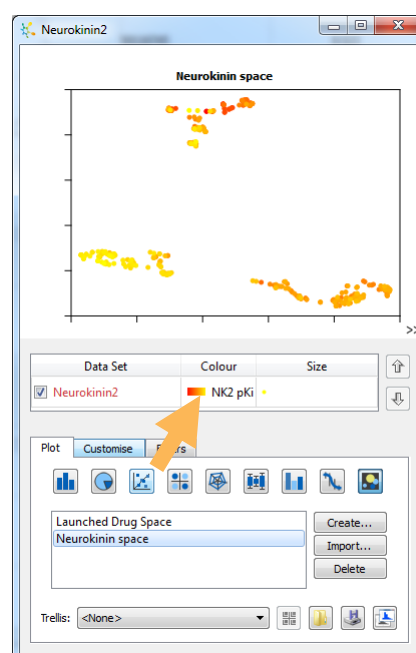 Neurokinin2
Neurokinin space
>>
Data Set Colour Size
Neurokinin2 NK2 pKi
Plot Customise
Launched Drug Space
Neurokinin space
Create...
Import...
Delete
Trellis: <None>